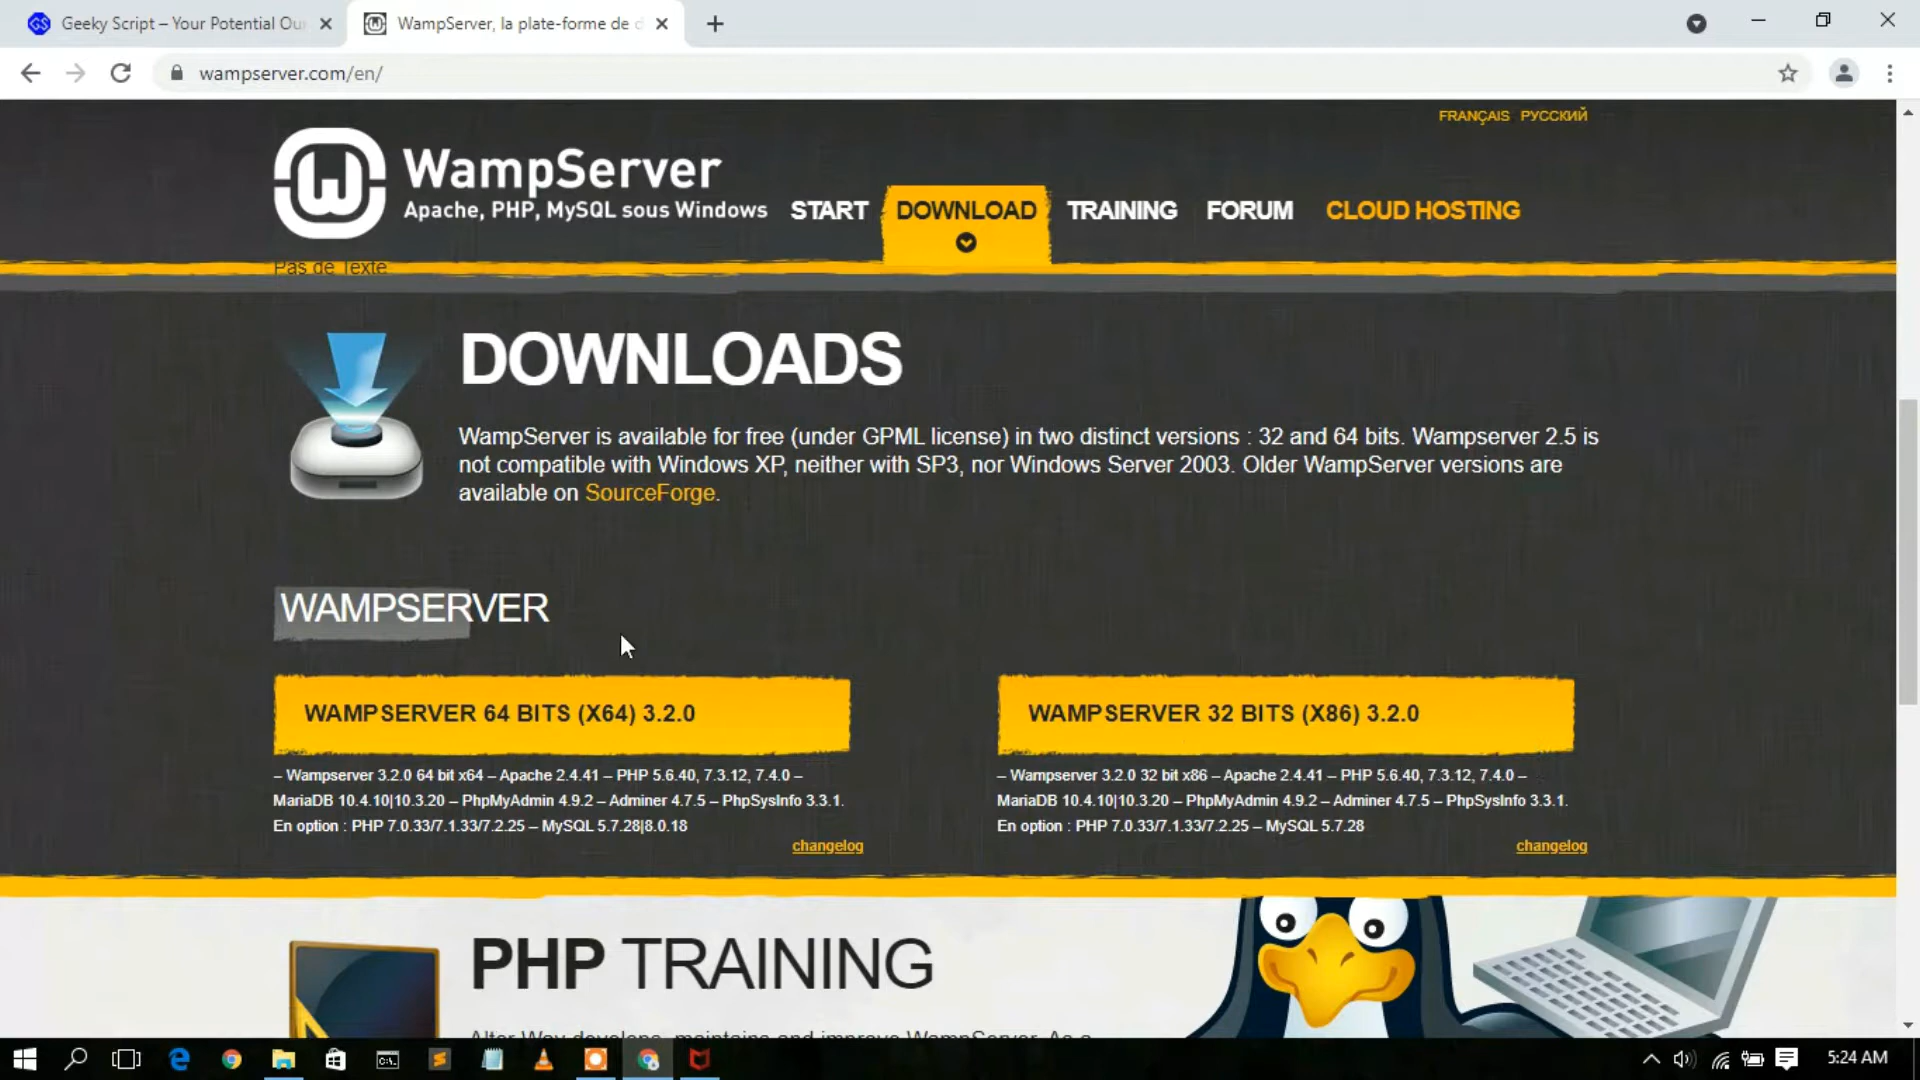 Geeky Script – Your Potential Our
WampServer, la plate-forme de d
wampserver.com/en/
FRANÇAIS РУССКИЙ
WampServer
Apache, PHP, MySQL sous Windows
START DOWNLOAD TRAINING FORUM CLOUD HOSTING
Pas de Texte
DOWNLOADS
WampServer is available for free (under GPML license) in two distinct versions : 32 and 64 bits. Wampserver 2.5 is
not compatible with Windows XP, neither with SP3, nor Windows Server 2003. Older WampServer versions are
available on SourceForge.
WAMPSERVER
WAMPSERVER 64 BITS (X64) 3.2.0
– Wampserver 3.2.0 64 bit x64 – Apache 2.4.41 – PHP 5.6.40, 7.3.12, 7.4.0 –
MariaDB 10.4.10|10.3.20 – PhpMyAdmin 4.9.2 – Adminer 4.7.5 – PhpSysInfo 3.3.1.
En option : PHP 7.0.33/7.1.33/7.2.25 – MySQL 5.7.28|8.0.18
changelog
WAMPSERVER 32 BITS (X86) 3.2.0
– Wampserver 3.2.0 32 bit x86 – Apache 2.4.41 – PHP 5.6.40, 7.3.12, 7.4.0 –
MariaDB 10.4.10|10.3.20 – PhpMyAdmin 4.9.2 – Adminer 4.7.5 – PhpSysInfo 3.3.1.
En option : PHP 7.0.33/7.1.33/7.2.25 – MySQL 5.7.28
changelog
PHP TRAINING
Alter Way develops, maintains and improve WampServer. As a
5:24 AM